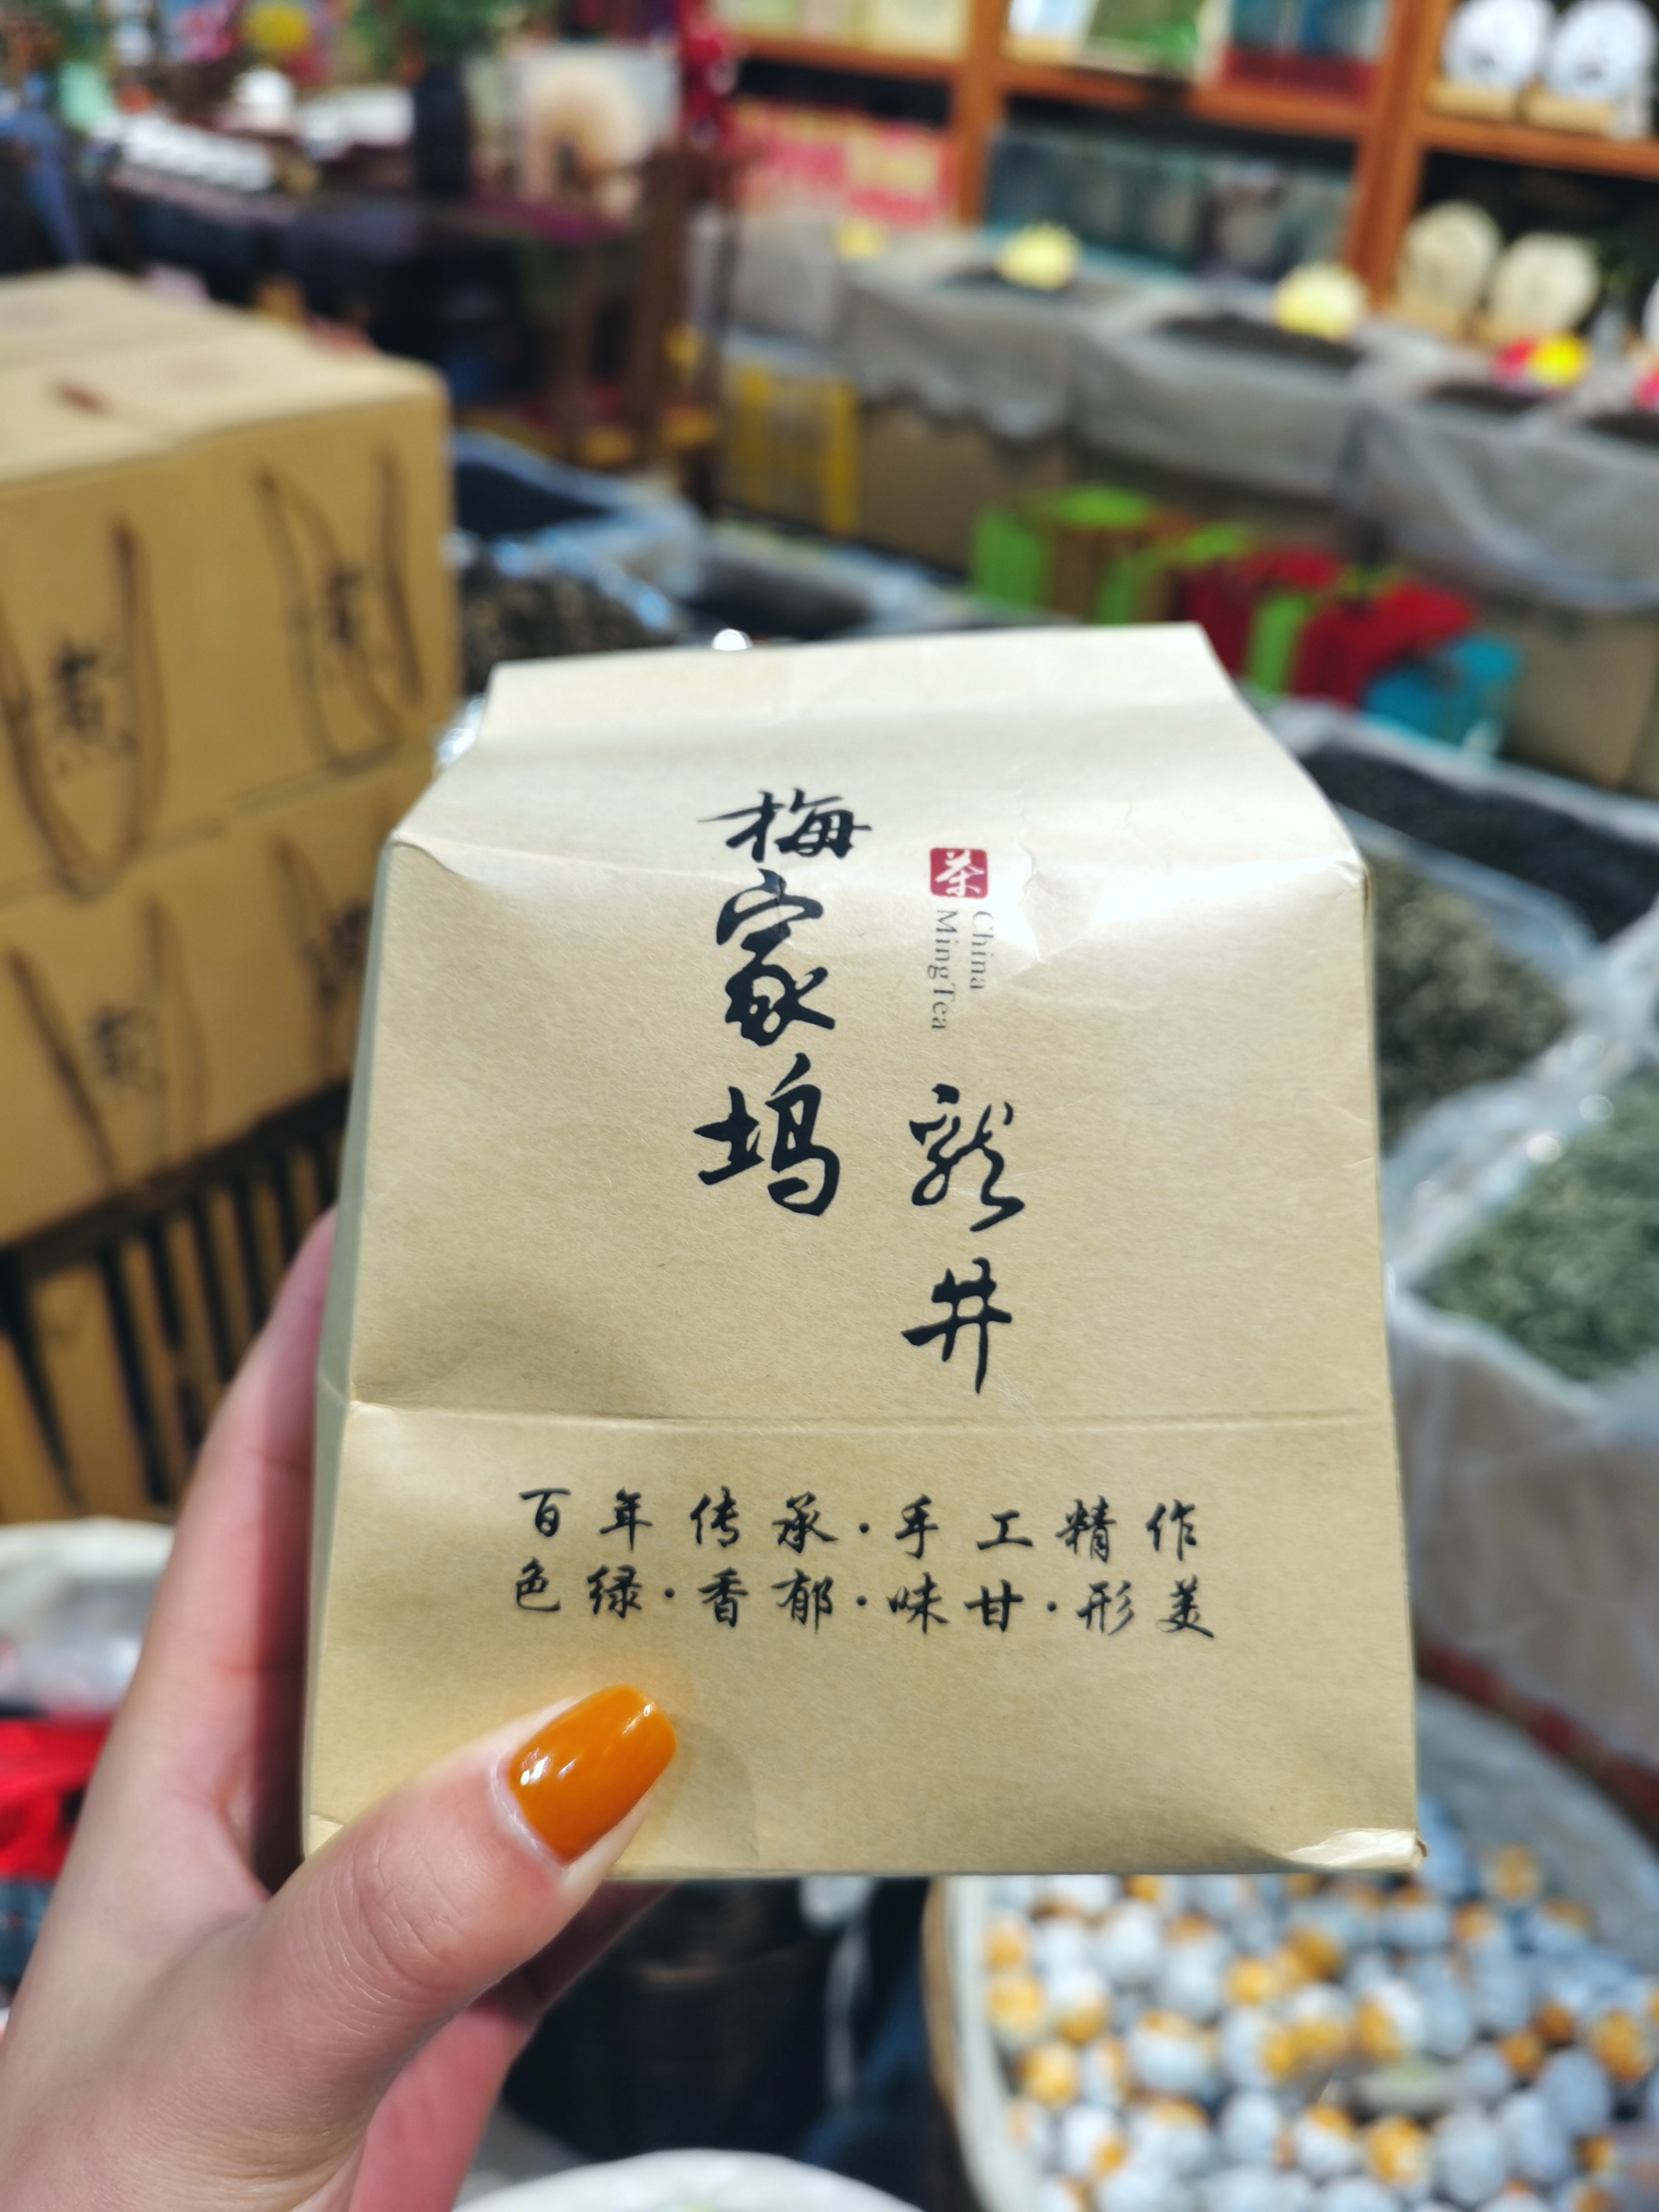 梅家坞
茶
China
MingTea
龙井
百年传承·手工精作
色绿·香郁·味甘·形美